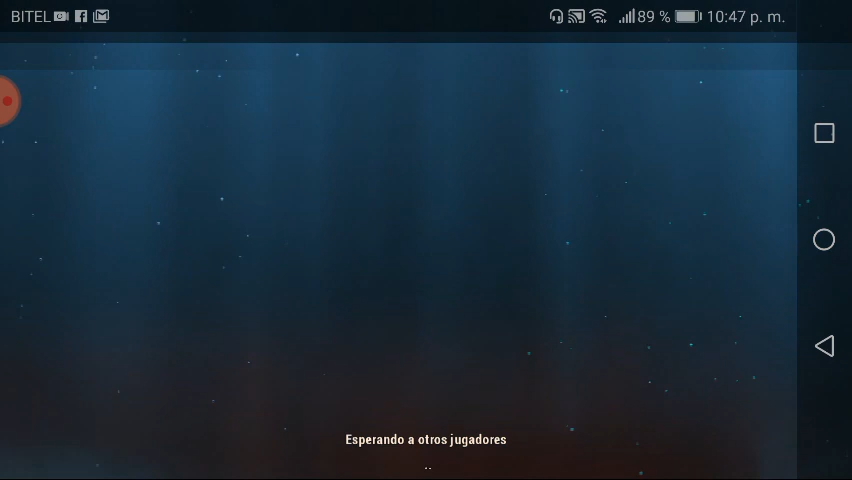 BITEL 89 % 10:47 p. m.
Esperando a otros jugadores
..